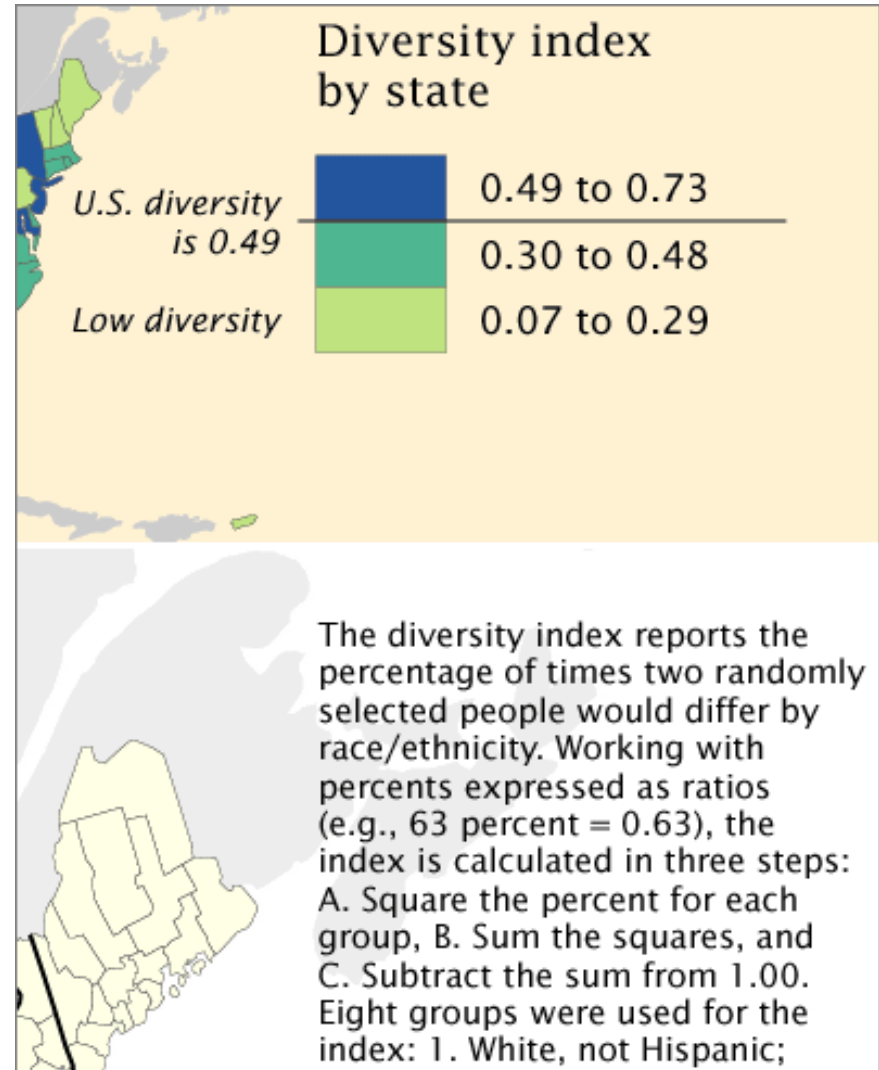 Diversity index
by state
0.49 to 0.73
U.S. diversity
is 0.49
0.30 to 0.48
Low diversity
0.07 to 0.29
The diversity index reports the
percentage of times two randomly
selected people would differ by
race/ethnicity. Working with
percents expressed as ratios
(e.g., 63 percent = 0.63), the
index is calculated in three steps:
A. Square the percent for each
group, B. Sum the squares, and
C. Subtract the sum from 1.00.
Eight groups were used for the
index: 1. White, not Hispanic;